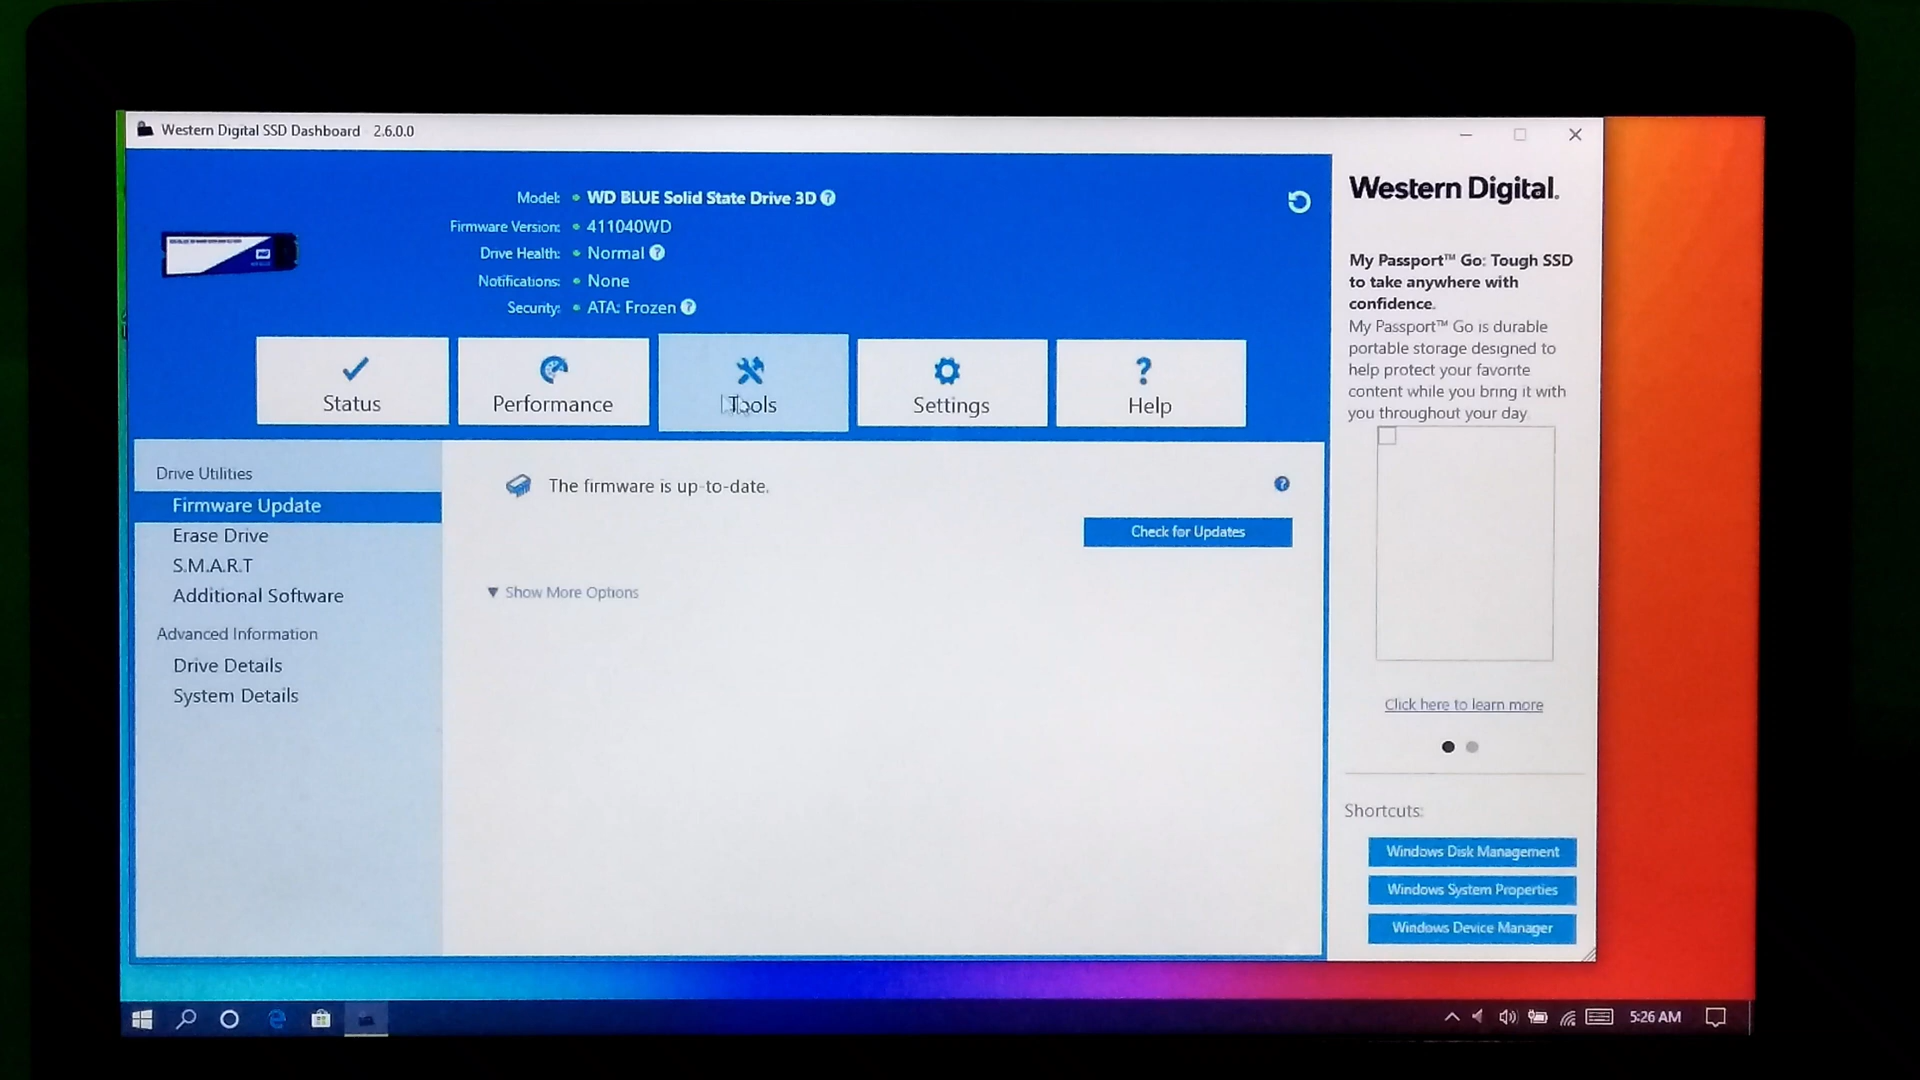 Western Digital SSD Dashboard 2.6.0.0
Model: WD BLUE Solid State Drive 3D ?
Firmware Version: 411040WD
Drive Health: Normal ?
Notifications: None
Security: ATA: Frozen ?
Status
Performance
Tools
Settings
?
Help
Drive Utilities
Firmware Update
Erase Drive
S.M.A.R.T
Additional Software
Advanced Information
Drive Details
System Details
The firmware is up-to-date.
?
Check for Updates
▼ Show More Options
Western Digital.
My Passport™ Go: Tough SSD
to take anywhere with
confidence.
My Passport™ Go is durable
portable storage designed to
help protect your favorite
content while you bring it with
you throughout your day.
Click here to learn more
Shortcuts:
Windows Disk Management
Windows System Properties
Windows Device Manager
5:26 AM